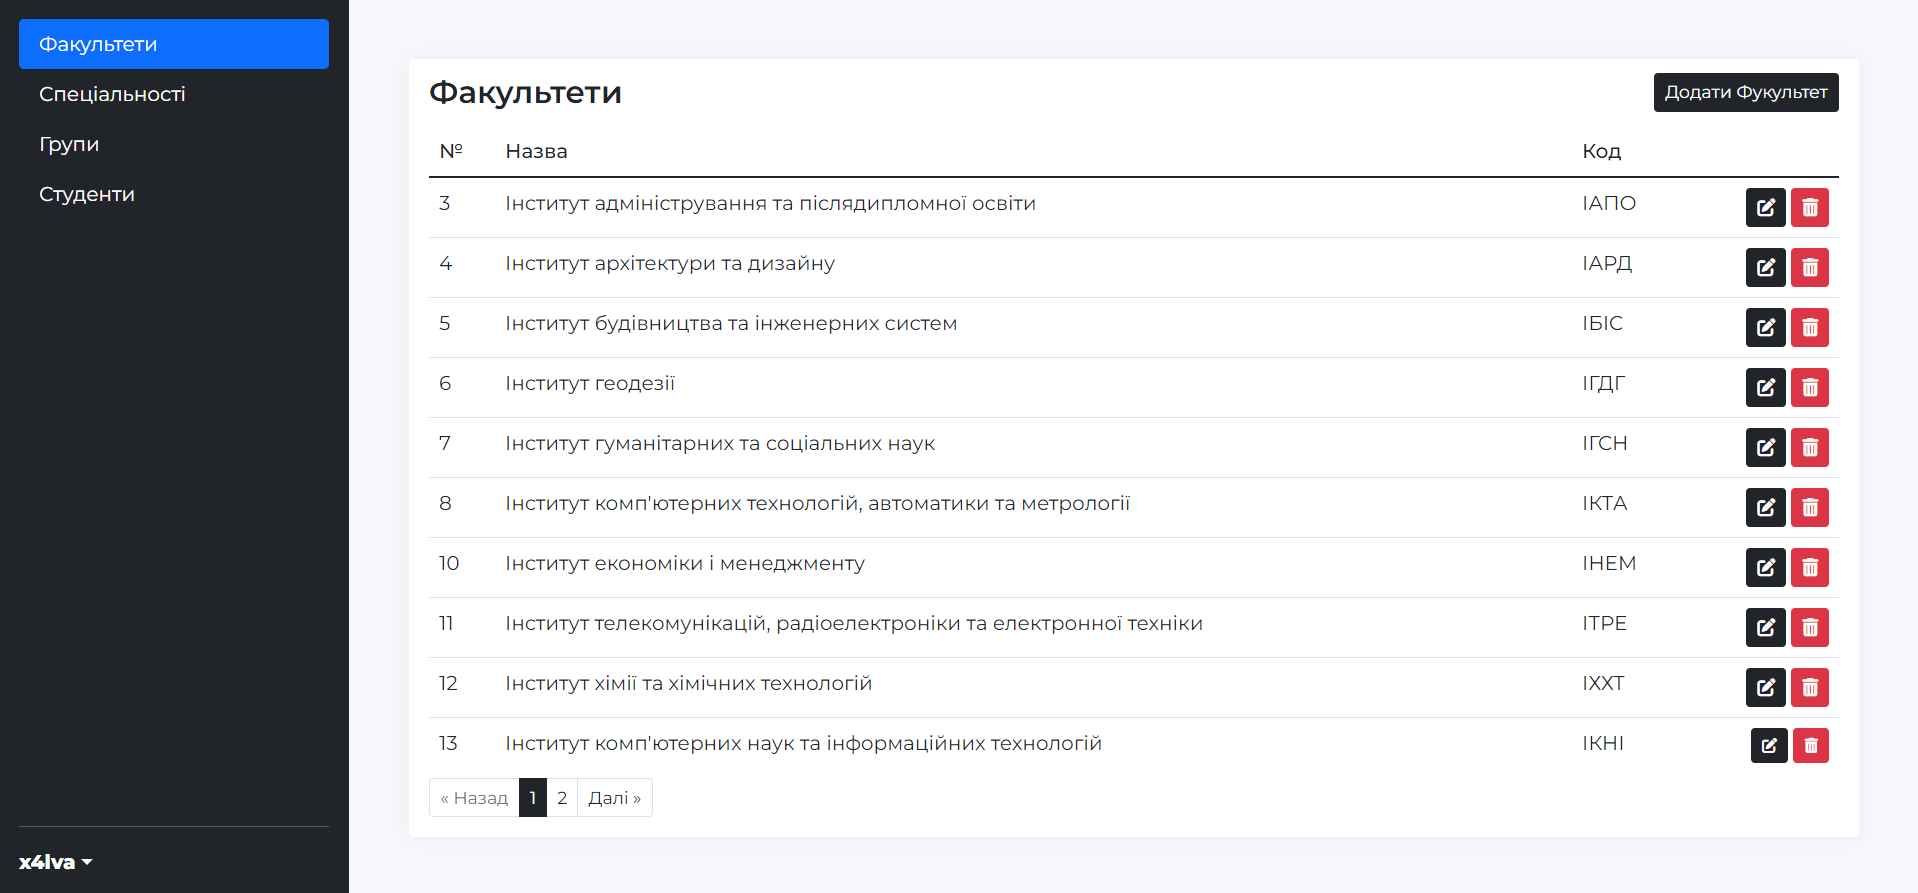 Факультети
Спеціальності
Групи
Студенти
x4lva
Факультети
Додати Фукультет
№ Назва Код
3 Інститут адміністрування та післядипломної освіти ІАПО
4 Інститут архітектури та дизайну ІАРД
5 Інститут будівництва та інженерних систем ІБІС
6 Інститут геодезії ІГДГ
7 Інститут гуманітарних та соціальних наук ІГСН
8 Інститут комп'ютерних технологій, автоматики та метрології ІКТА
10 Інститут економіки і менеджменту ІНЕМ
11 Інститут телекомунікацій, радіоелектроніки та електронної техніки ІТРЕ
12 Інститут хімії та хімічних технологій ІХХТ
13 Інститут комп'ютерних наук та інформаційних технологій ІКНІ
« Назад 1 2 Далі »